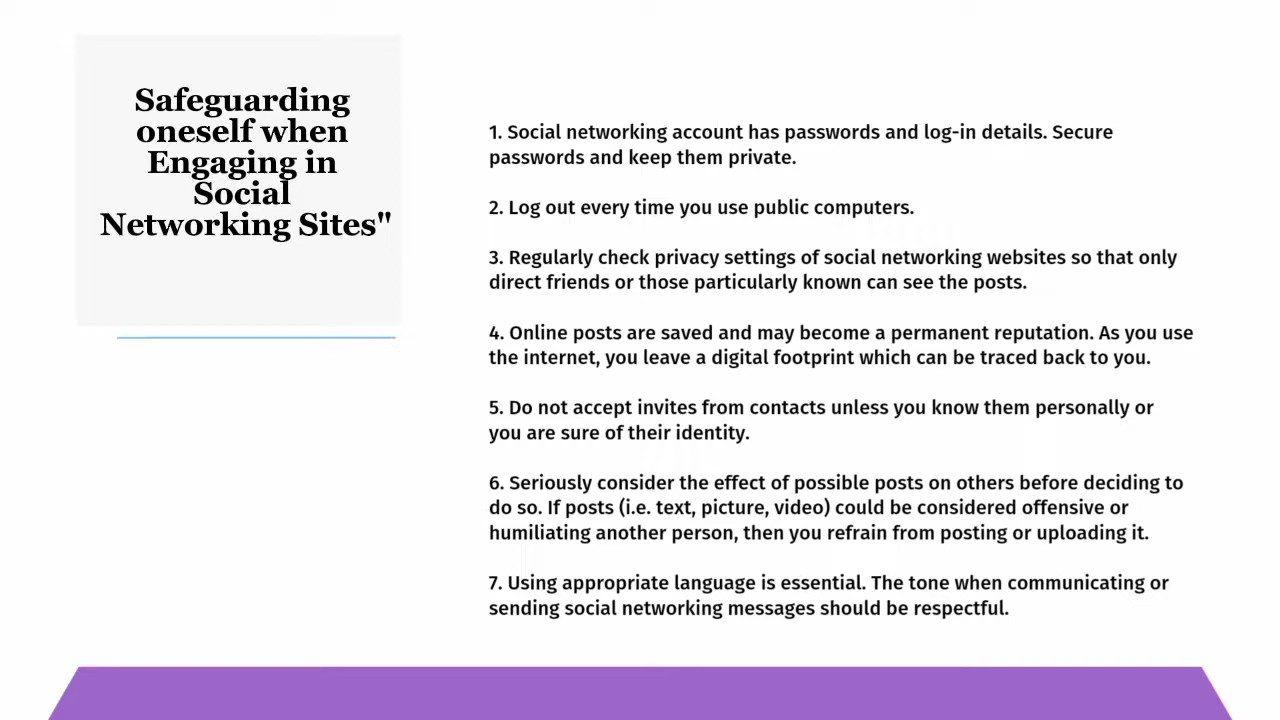 Safeguarding
oneself when
Engaging in
Social
Networking Sites"
1. Social networking account has passwords and log-in details. Secure
passwords and keep them private.
2. Log out every time you use public computers.
3. Regularly check privacy settings of social networking websites so that only
direct friends or those particularly known can see the posts.
4. Online posts are saved and may become a permanent reputation. As you use
the internet, you leave a digital footprint which can be traced back to you.
5. Do not accept invites from contacts unless you know them personally or
you are sure of their identity.
6. Seriously consider the effect of possible posts on others before deciding to
do so. If posts (i.e. text, picture, video) could be considered offensive or
humiliating another person, then you refrain from posting or uploading it.
7. Using appropriate language is essential. The tone when communicating or
sending social networking messages should be respectful.